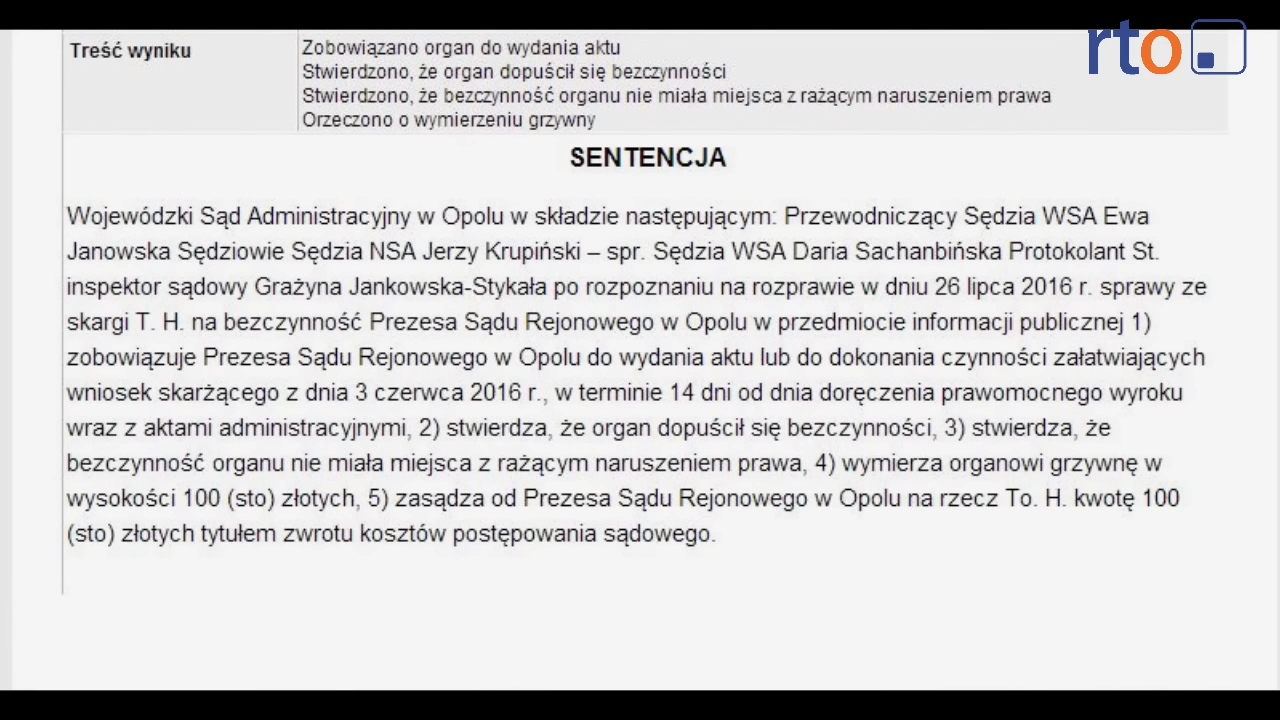 rto
Treść wyniku
Zobowiązano organ do wydania aktu
Stwierdzono, że organ dopuścił się bezczynności
Stwierdzono, że bezczynność organu nie miała miejsca z rażącym naruszeniem prawa
Orzeczono o wymierzeniu grzywny
SENTENCJA
Wojewódzki Sąd Administracyjny w Opolu w składzie następującym: Przewodniczący Sędzia WSA Ewa
Janowska Sędziowie Sędzia NSA Jerzy Krupiński – spr. Sędzia WSA Daria Sachanbińska Protokolant St.
inspektor sądowy Grażyna Jankowska-Stykała po rozpoznaniu na rozprawie w dniu 26 lipca 2016 r. sprawy ze
skargi T. H. na bezczynność Prezesa Sądu Rejonowego w Opolu w przedmiocie informacji publicznej 1)
zobowiązuje Prezesa Sądu Rejonowego w Opolu do wydania aktu lub do dokonania czynności załatwiających
wniosek skarżącego z dnia 3 czerwca 2016 r., w terminie 14 dni od dnia doręczenia prawomocnego wyroku
wraz z aktami administracyjnymi, 2) stwierdza, że organ dopuścił się bezczynności, 3) stwierdza, że
bezczynność organu nie miała miejsca z rażącym naruszeniem prawa, 4) wymierza organowi grzywnę w
wysokości 100 (sto) złotych, 5) zasądza od Prezesa Sądu Rejonowego w Opolu na rzecz To. H. kwotę 100
(sto) złotych tytułem zwrotu kosztów postępowania sądowego.